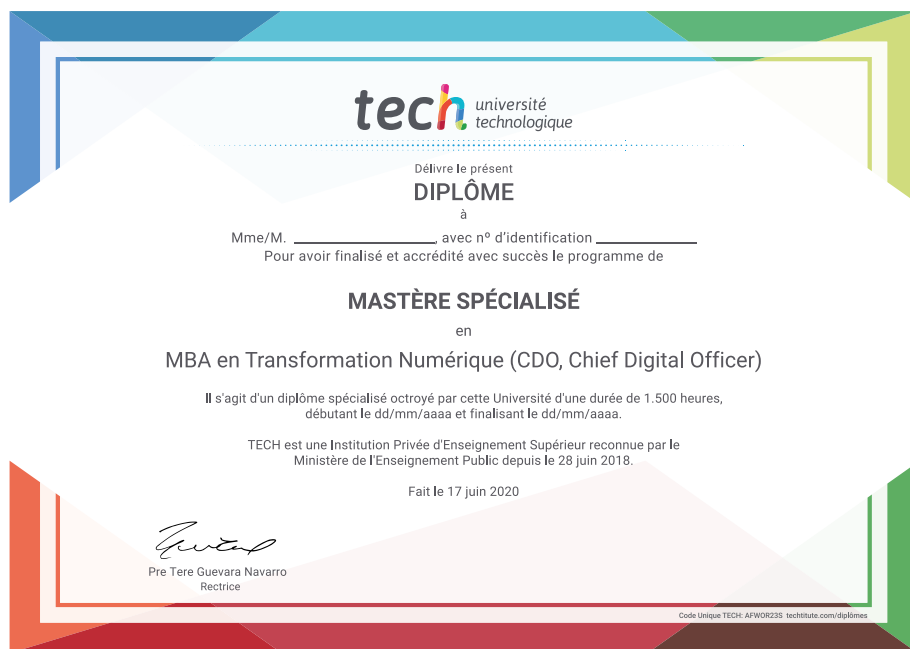 tech université
technologique
Délivre le présent
DIPLÔME
à
Mme/M. ____________, avec nº d'identification ____________
Pour avoir finalisé et accrédité avec succès le programme de
MASTÈRE SPÉCIALISÉ
en
MBA en Transformation Numérique (CDO, Chief Digital Officer)
Il s'agit d'un diplôme spécialisé octroyé par cette Université d'une durée de 1.500 heures,
débutant le dd/mm/aaaa et finalisant le dd/mm/aaaa.
TECH est une Institution Privée d'Enseignement Supérieur reconnue par le
Ministère de l'Enseignement Public depuis le 28 juin 2018.
Fait le 17 juin 2020
Pre Tere Guevara Navarro
Rectrice
Code Unique TECH: AFWOR23S techtitute.com/diplômes